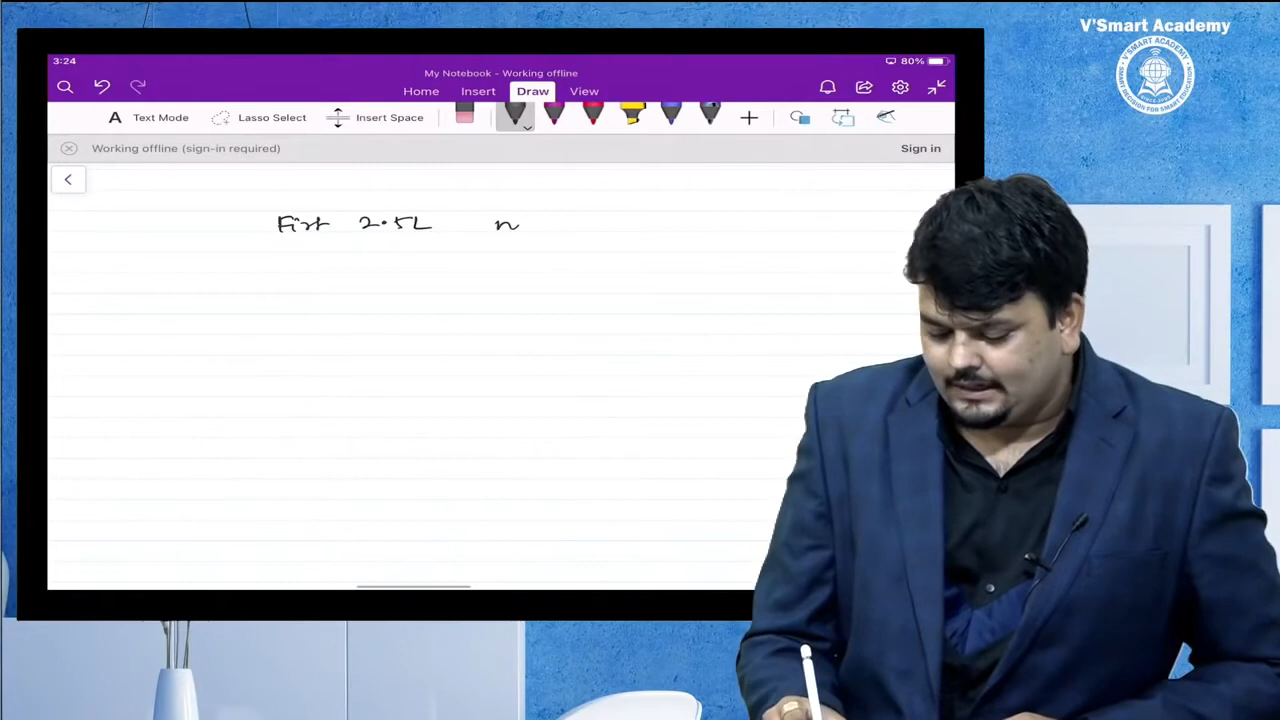 V'Smart Academy
3:24
80%
My Notebook - Working offline
Home Insert Draw View
Text Mode Lasso Select Insert Space
Working offline (sign-in required) Sign in
First 2.5L n